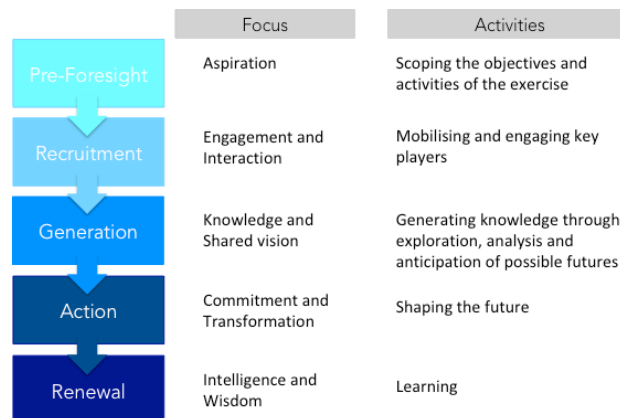 Focus
Activities
Pre-Foresight
Aspiration
Scoping the objectives and
activities of the exercise
Recruitment
Engagement and
Interaction
Mobilising and engaging key
players
Generation
Knowledge and
Shared vision
Generating knowledge through
exploration, analysis and
anticipation of possible futures
Action
Commitment and
Transformation
Shaping the future
Renewal
Intelligence and
Wisdom
Learning